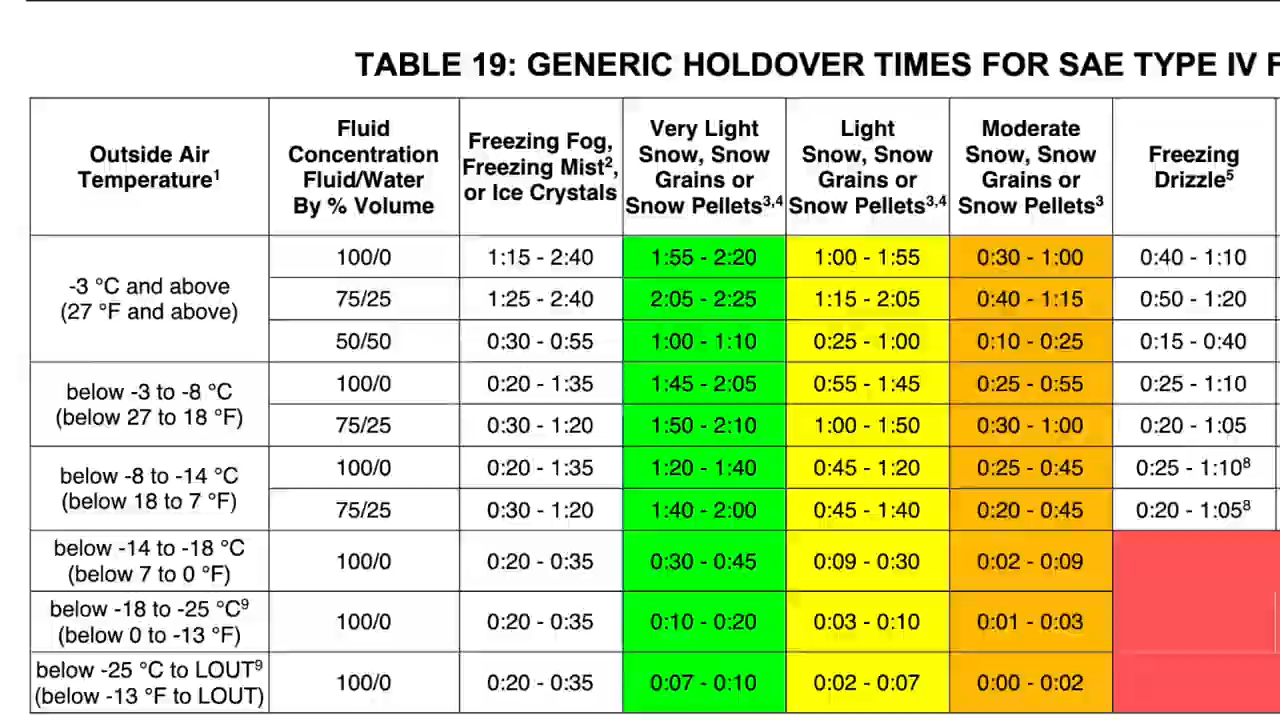 TABLE 19: GENERIC HOLDOVER TIMES FOR SAE TYPE IV
Outside Air
Temperature¹
Fluid
Concentration
Fluid/Water
By % Volume
Freezing Fog,
Freezing Mist²,
or Ice Crystals
Very Light
Snow, Snow
Grains or
Snow Pellets³,⁴
Light
Snow, Snow
Grains or
Snow Pellets³,⁴
Moderate
Snow, Snow
Grains or
Snow Pellets³
Freezing
Drizzle⁵
-3 °C and above
(27 °F and above)
100/0 1:15 - 2:40 1:55 - 2:20 1:00 - 1:55 0:30 - 1:00 0:40 - 1:10
75/25 1:25 - 2:40 2:05 - 2:25 1:15 - 2:05 0:40 - 1:15 0:50 - 1:20
50/50 0:30 - 0:55 1:00 - 1:10 0:25 - 1:00 0:10 - 0:25 0:15 - 0:40
below -3 to -8 °C
(below 27 to 18 °F)
100/0 0:20 - 1:35 1:45 - 2:05 0:55 - 1:45 0:25 - 0:55 0:25 - 1:10
75/25 0:30 - 1:20 1:50 - 2:10 1:00 - 1:50 0:30 - 1:00 0:20 - 1:05
below -8 to -14 °C
(below 18 to 7 °F)
100/0 0:20 - 1:35 1:20 - 1:40 0:45 - 1:20 0:25 - 0:45 0:25 - 1:10⁸
75/25 0:30 - 1:20 1:40 - 2:00 0:45 - 1:40 0:20 - 0:45 0:20 - 1:05⁸
below -14 to -18 °C
(below 7 to 0 °F)
100/0 0:20 - 0:35 0:30 - 0:45 0:09 - 0:30 0:02 - 0:09
below -18 to -25 °C⁹
(below 0 to -13 °F)
100/0 0:20 - 0:35 0:10 - 0:20 0:03 - 0:10 0:01 - 0:03
below -25 °C to LOUT⁹
(below -13 °F to LOUT)
100/0 0:20 - 0:35 0:07 - 0:10 0:02 - 0:07 0:00 - 0:02